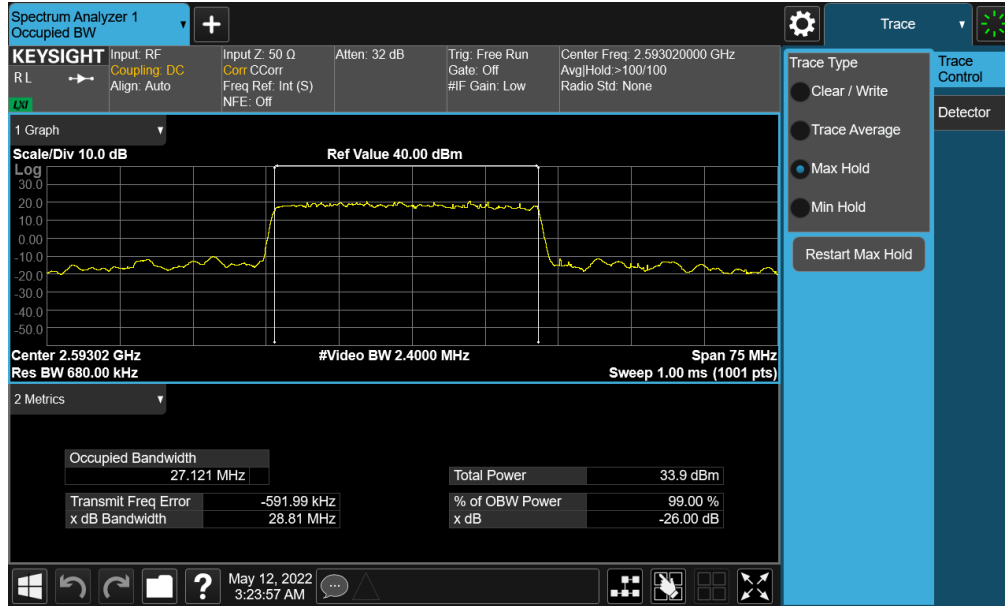 Spectrum Analyzer 1
Occupied BW
Trace
KEYSIGHT
R L
LXI
Input: RF
Coupling: DC
Align: Auto
Input Z: 50 Ω
Corr CCorr
Freq Ref: Int (S)
NFE: Off
Atten: 32 dB
Trig: Free Run
Gate: Off
#IF Gain: Low
Center Freq: 2.593020000 GHz
Avg|Hold:>100/100
Radio Std: None
Trace Type
Clear / Write
Trace Average
Max Hold
Min Hold
Restart Max Hold
Trace
Control
Detector
1 Graph
Scale/Div 10.0 dB
Ref Value 40.00 dBm
Log
30.0
20.0
10.0
0.00
-10.0
-20.0
-30.0
-40.0
-50.0
Center 2.59302 GHz
#Video BW 2.4000 MHz
Span 75 MHz
Res BW 680.00 kHz
Sweep 1.00 ms (1001 pts)
2 Metrics
Occupied Bandwidth
27.121 MHz
Total Power 33.9 dBm
Transmit Freq Error -591.99 kHz
% of OBW Power 99.00 %
x dB Bandwidth 28.81 MHz
x dB -26.00 dB
?
May 12, 2022
3:23:57 AM